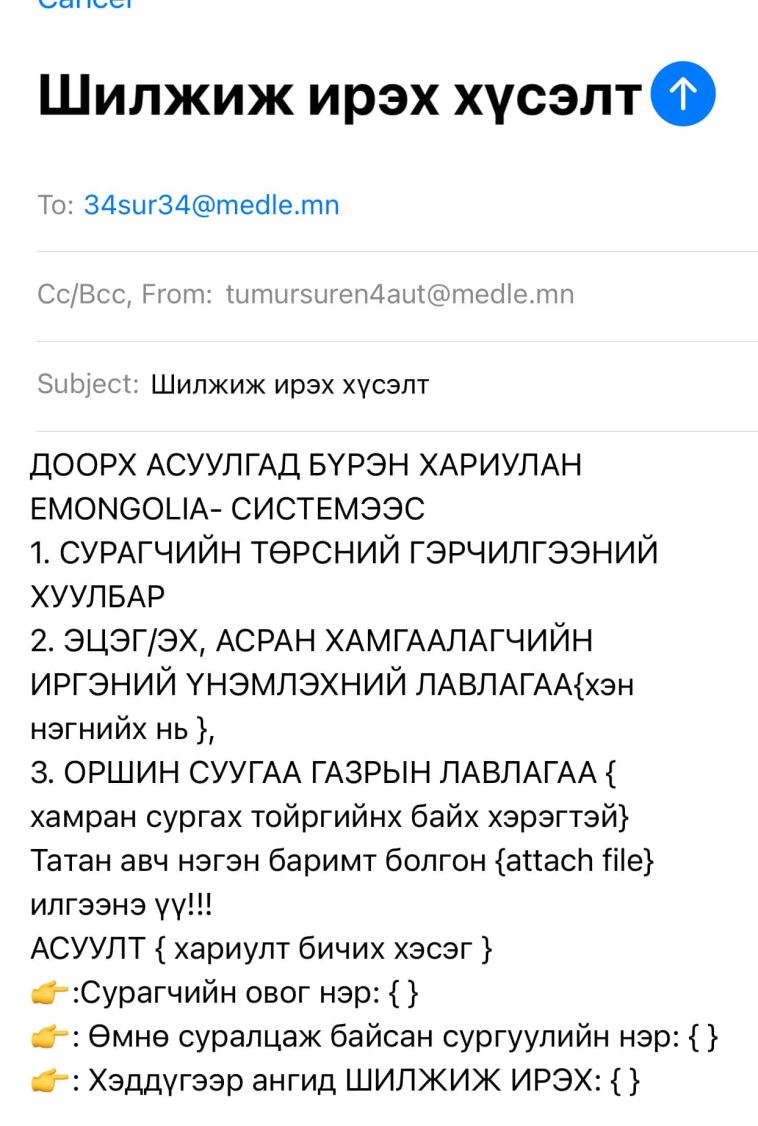 Cancel
Шилжиж ирэх хүсэлт
To: 34sur34@medle.mn
Cc/Bcc, From: tumursuren4aut@medle.mn
Subject: Шилжиж ирэх хүсэлт
ДООРХ АСУУЛГАД БҮРЭН ХАРИУЛАН
EMONGOLIA- СИСТЕМЭЭС
1. СУРАГЧИЙН ТӨРСНИЙ ГЭРЧИЛГЭЭНИЙ
ХУУЛБАР
2. ЭЦЭГ/ЭХ, АСРАН ХАМГААЛАГЧИЙН
ИРГЭНИЙ ҮНЭМЛЭХНИЙ ЛАВЛАГАА{хэн
нэгнийх нь },
3. ОРШИН СУУГАА ГАЗРЫН ЛАВЛАГАА {
хамран сургах тойргийнх байх хэрэгтэй}
Татан авч нэгэн баримт болгон {attach file}
илгээнэ үү!!!
АСУУЛТ { хариулт бичих хэсэг }
👉:Сурагчийн овог нэр: { }
👉: Өмнө суралцаж байсан сургуулийн нэр: { }
👉: Хэддүгээр ангид ШИЛЖИЖ ИРЭХ: { }